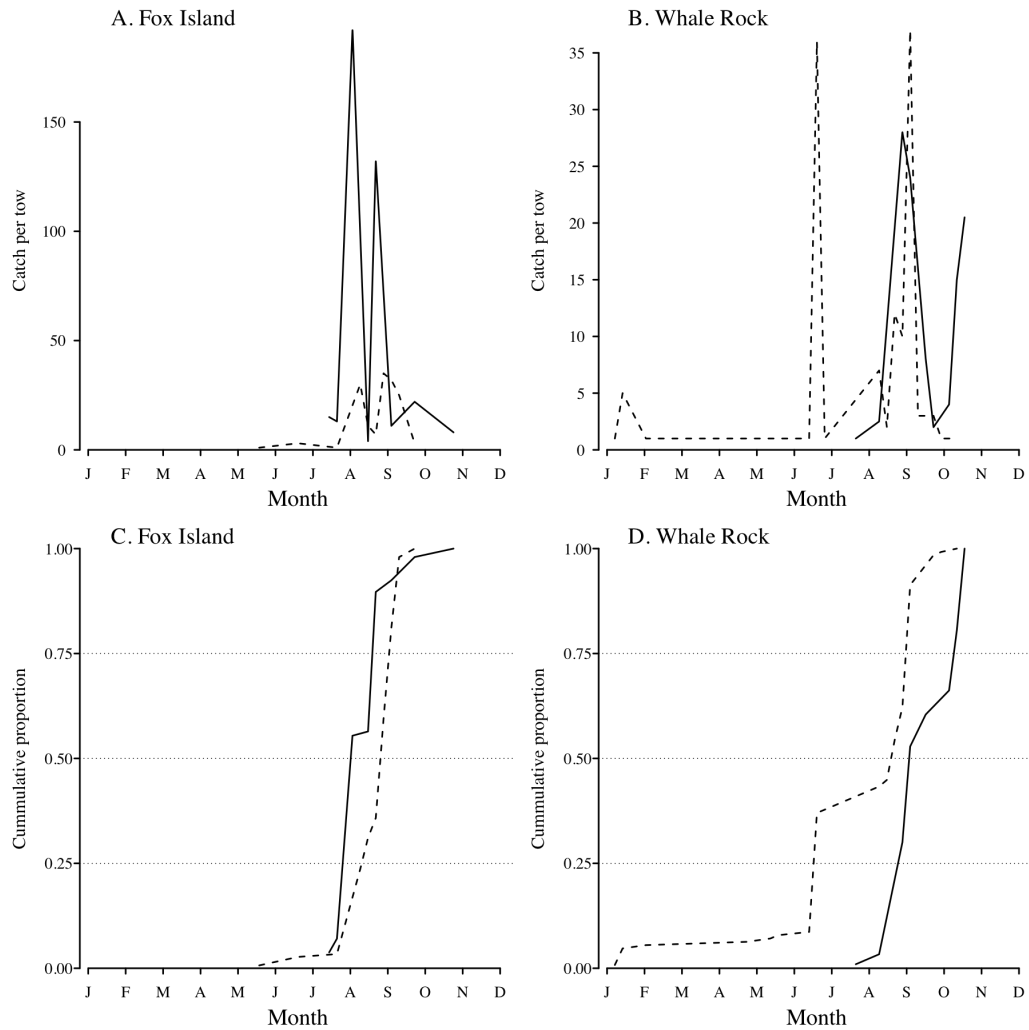 A. Fox Island
B. Whale Rock
Catch per tow
150
100
50
0
J F M A M J J A S O N D
Month
Catch per tow
35
30
25
20
15
10
5
0
J F M A M J J A S O N D
Month
C. Fox Island
D. Whale Rock
Cummulative proportion
1.00
0.75
0.50
0.25
0.00
J F M A M J J A S O N D
Month
Cummulative proportion
1.00
0.75
0.50
0.25
0.00
J F M A M J J A S O N D
Month